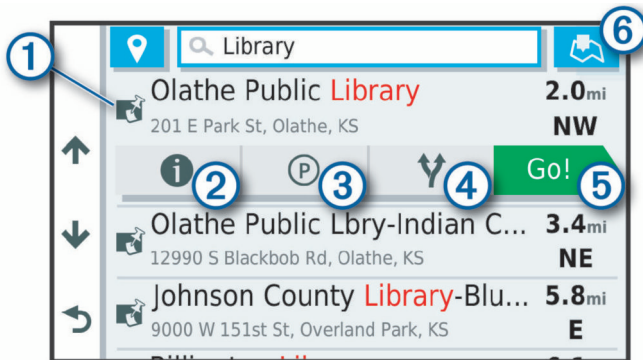 Library
6
1
Olathe Public Library
2.0mi
201 E Park St, Olathe, KS
NW
2
P
3
4
Go!
5
Olathe Public Lbry-Indian C...
3.4mi
12990 S Blackbob Rd, Olathe, KS
NE
Johnson County Library-Blu...
5.8mi
9000 W 151st St, Overland Park, KS
E